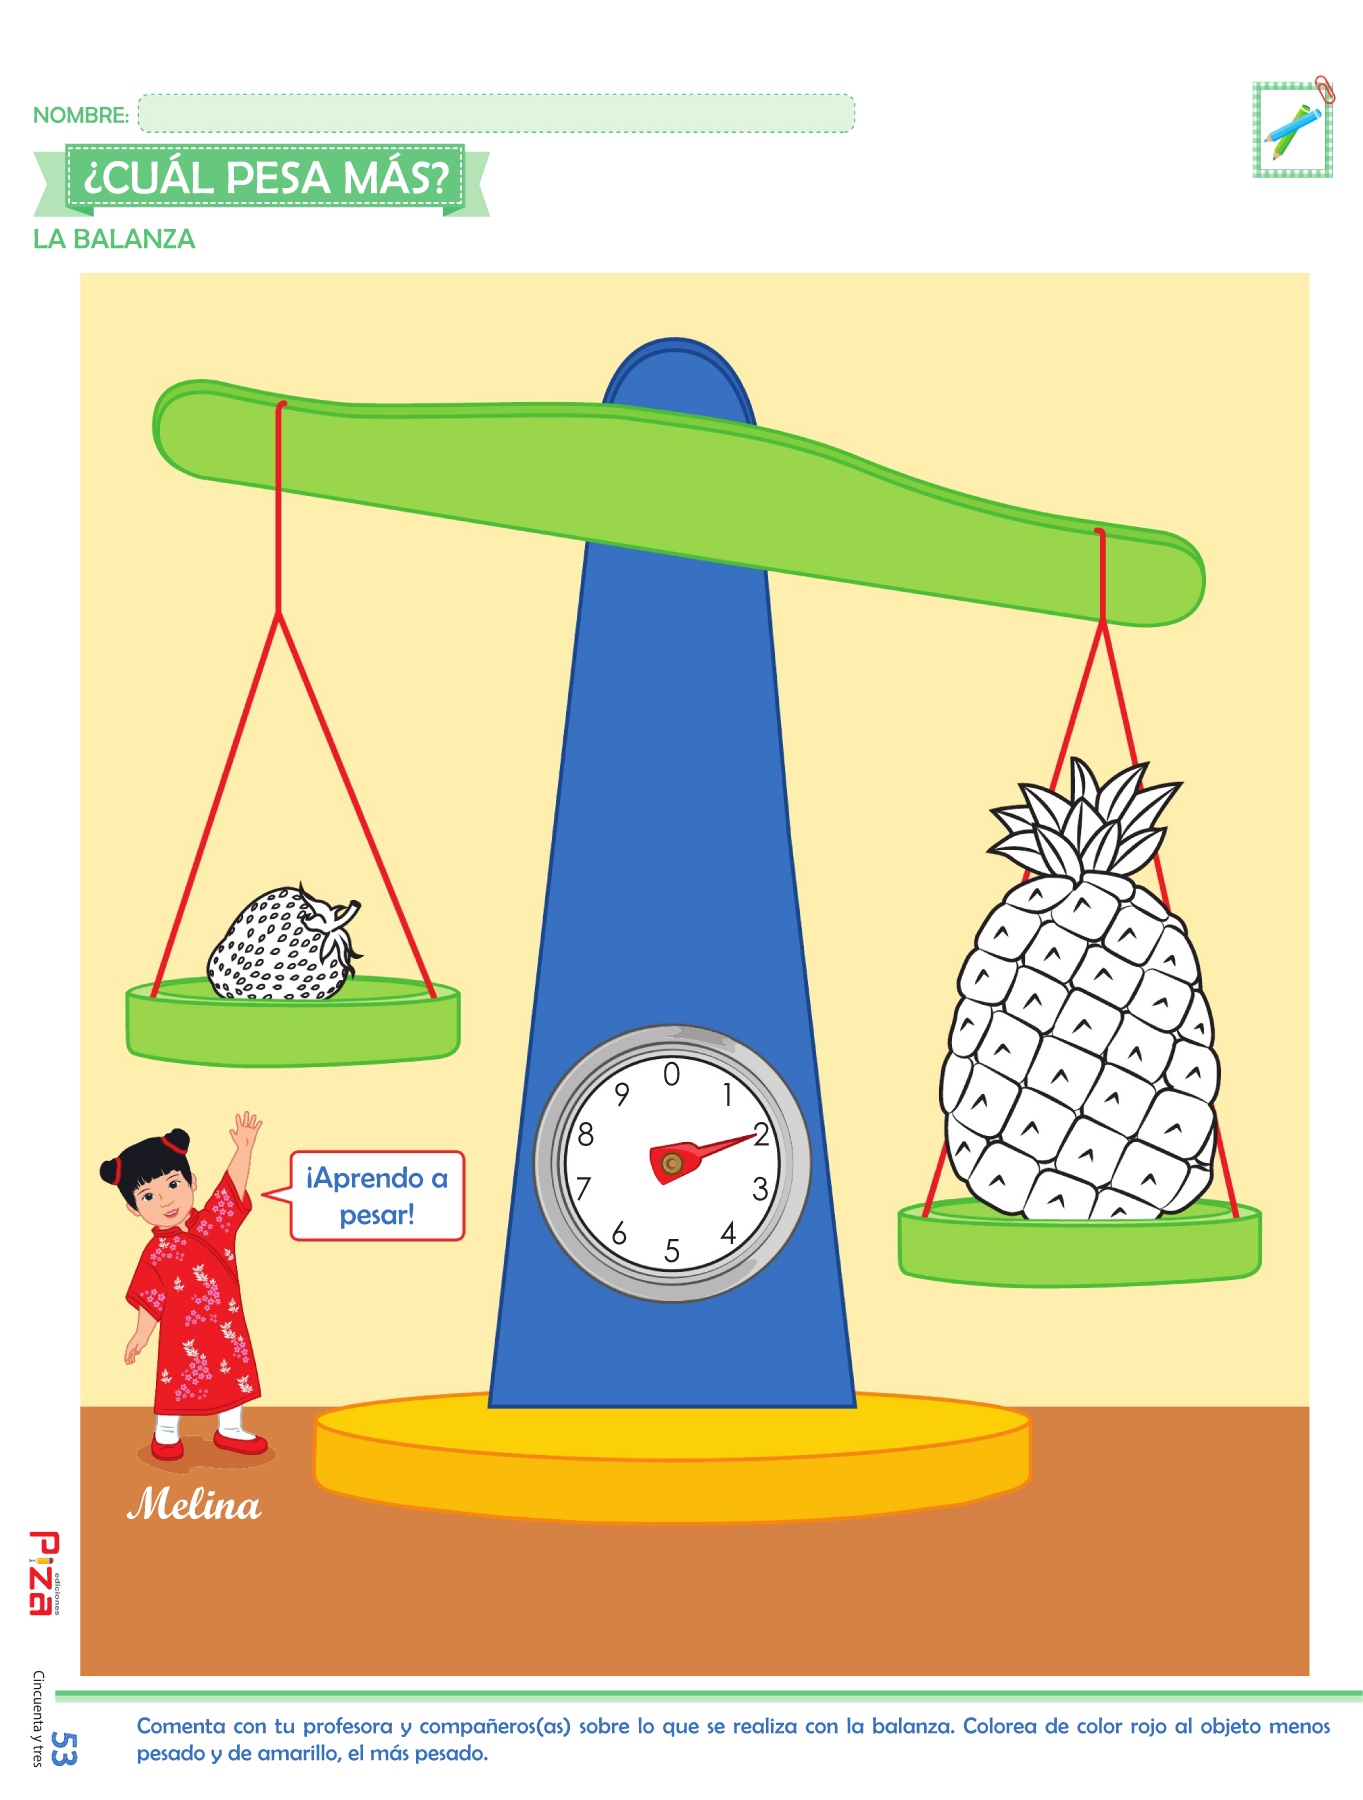 NOMBRE:
¿CUÁL PESA MÁS?
LA BALANZA
0
1
2
3
4
5
6
7
8
9
¡Aprendo a
pesar!
Melina
Piza
ediciones
Cincuenta y tres
53
Comenta con tu profesora y compañeros(as) sobre lo que se realiza con la balanza. Colorea de color rojo al objeto menos
pesado y de amarillo, el más pesado.